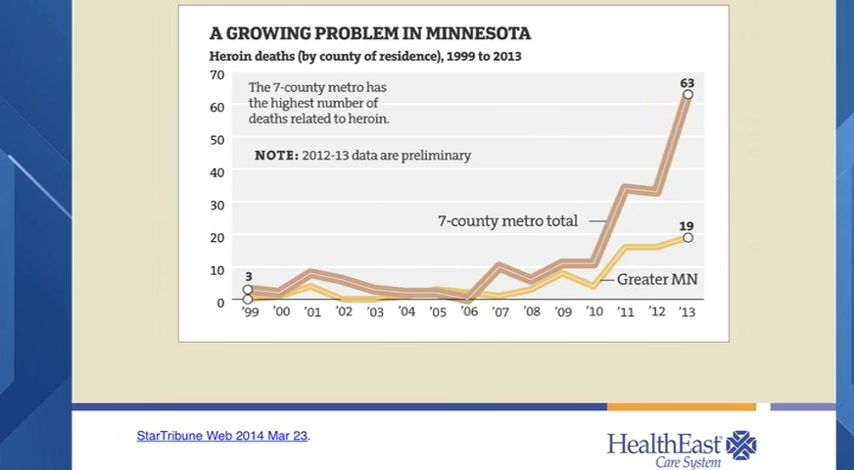 A GROWING PROBLEM IN MINNESOTA
Heroin deaths (by county of residence), 1999 to 2013
70
60
50
40
30
20
10
0
The 7-county metro has
the highest number of
deaths related to heroin.
NOTE: 2012-13 data are preliminary
63
7-county metro total
19
3
Greater MN
'99 '00 '01 '02 '03 '04 '05 '06 '07 '08 '09 '10 '11 '12 '13
StarTribune Web 2014 Mar 23.
HealthEast
Care System